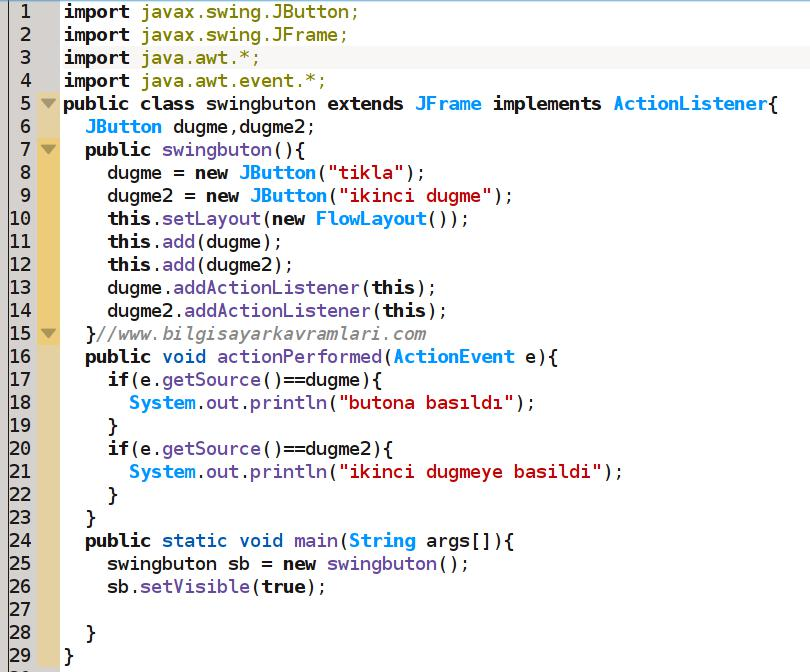 1 import javax.swing.JButton;
2 import javax.swing.JFrame;
3 import java.awt.*;
4 import java.awt.event.*;
5 public class swingbuton extends JFrame implements ActionListener{
6   JButton dugme,dugme2;
7   public swingbuton(){
8     dugme = new JButton("tikla");
9     dugme2 = new JButton("ikinci dugme");
10     this.setLayout(new FlowLayout());
11     this.add(dugme);
12     this.add(dugme2);
13     dugme.addActionListener(this);
14     dugme2.addActionListener(this);
15   }//www.bilgisayarkavramlari.com
16   public void actionPerformed(ActionEvent e){
17     if(e.getSource()==dugme){
18       System.out.println("butona basıldı");
19     }
20     if(e.getSource()==dugme2){
21       System.out.println("ikinci dugmeye basildi");
22     }
23   }
24   public static void main(String args[]){
25     swingbuton sb = new swingbuton();
26     sb.setVisible(true);
27
28   }
29 }